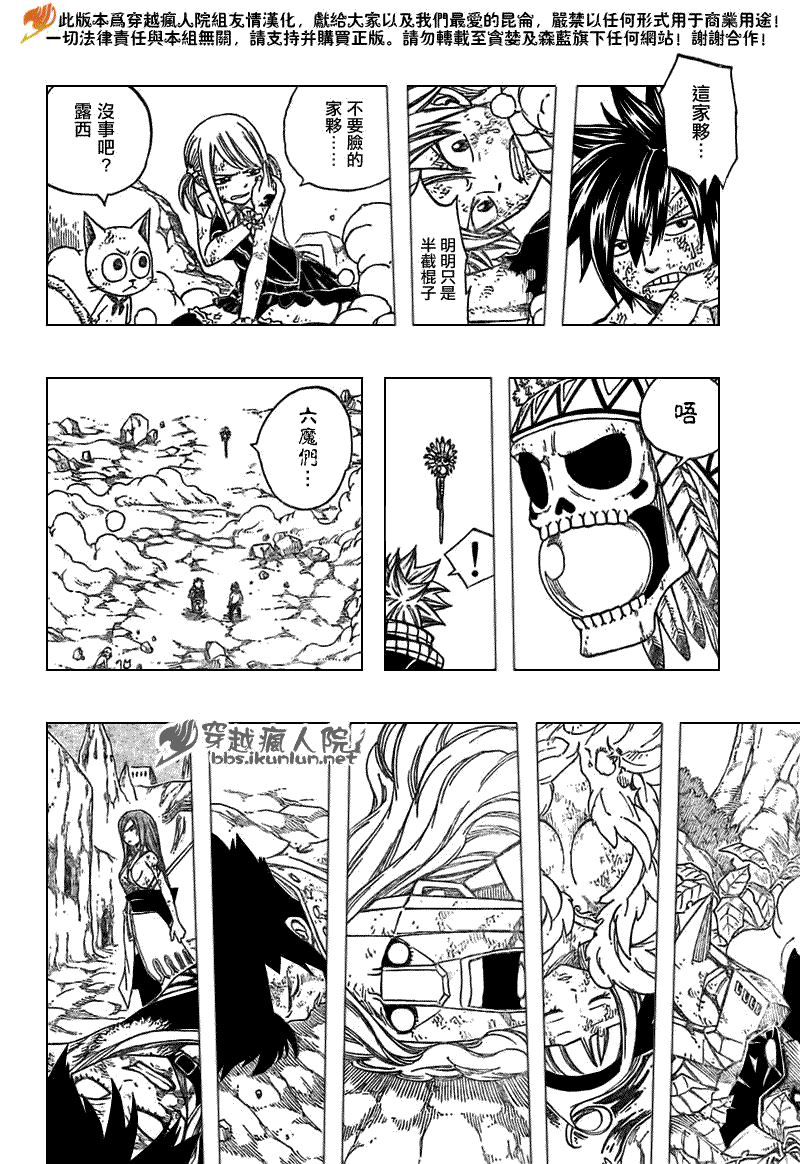 此版本爲穿越瘋人院組友情漢化，獻給大家以及我們最愛的昆侖，嚴禁以任何形式用于商業用途！
一切法律責任與本組無關，請支持并購買正版。請勿轉載至貪婪及森藍旗下任何網站！謝謝合作！
這家夥…
明明只是
半截棍子
不要臉的
家夥……
沒事吧？
露西
唔
！
六魔們…
穿越瘋人院
bbs.ikunlun.net